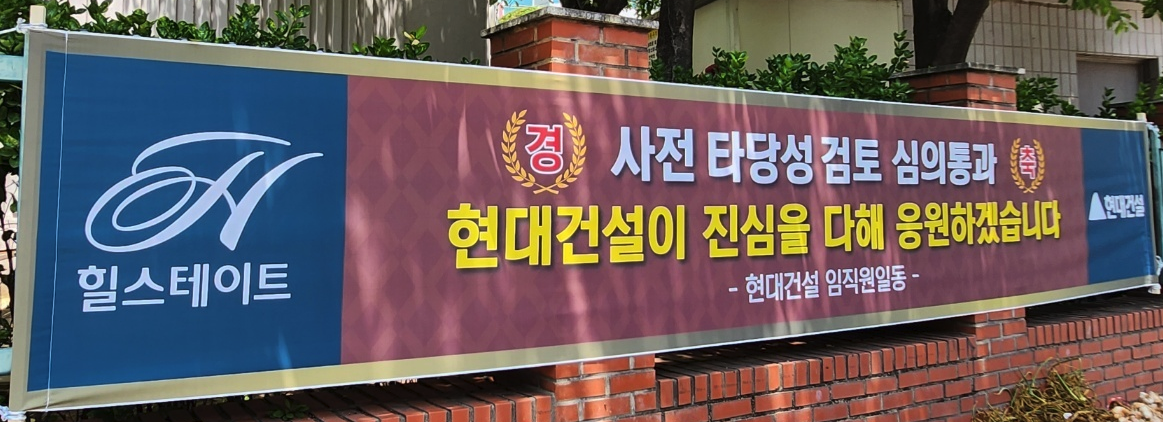 힐스테이트
경 사전 타당성 검토 심의통과 축
현대건설이 진심을 다해 응원하겠습니다
- 현대건설 임직원일동 -
현대건설